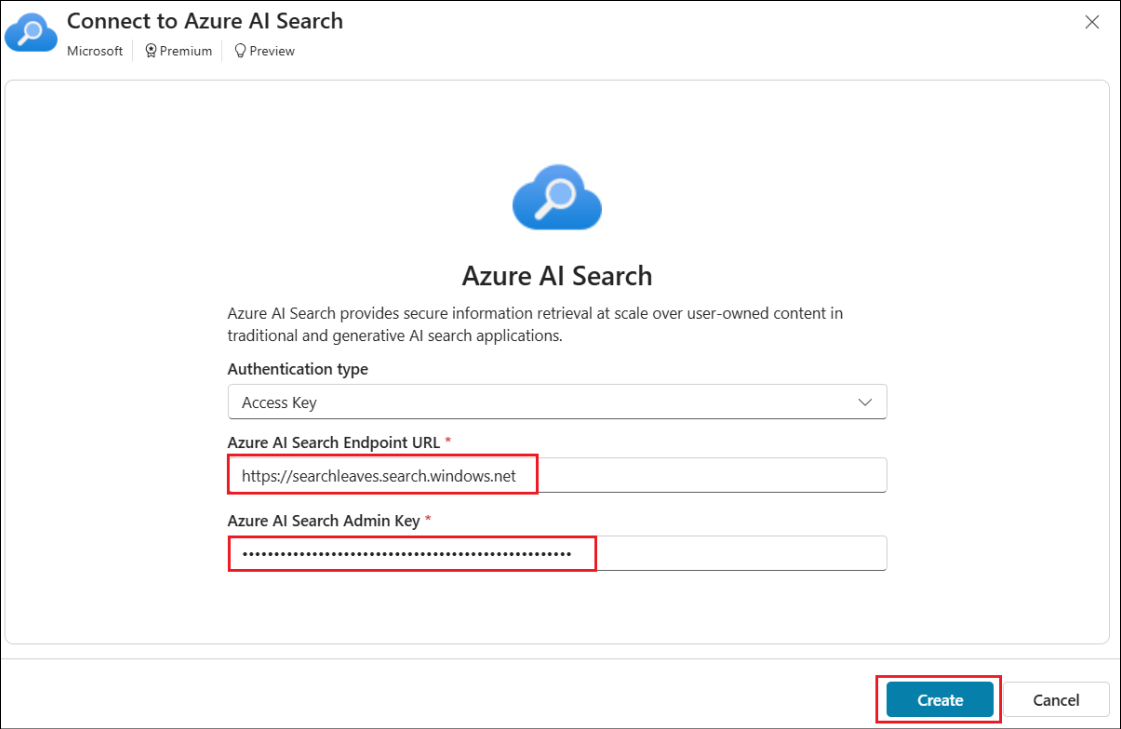 Connect to Azure AI Search
Microsoft Premium Preview
Azure AI Search
Azure AI Search provides secure information retrieval at scale over user-owned content in
traditional and generative AI search applications.
Authentication type
Access Key
Azure AI Search Endpoint URL *
https://searchleaves.search.windows.net
Azure AI Search Admin Key *
Create Cancel